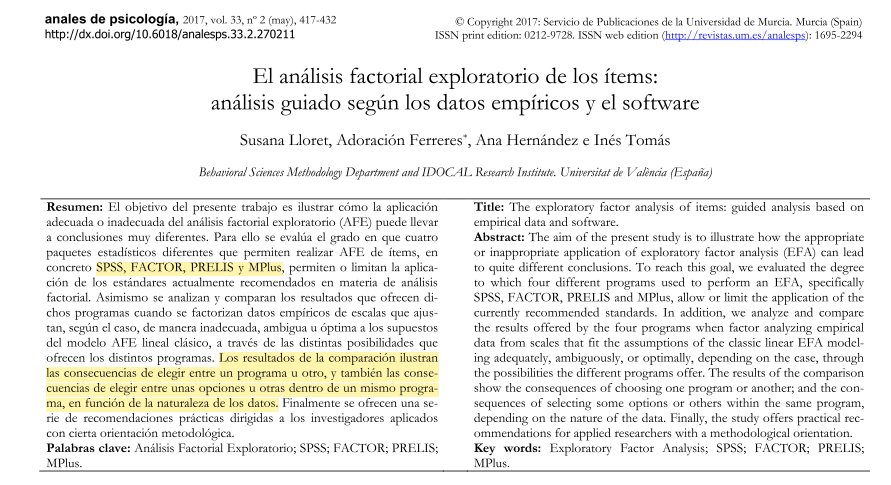 anales de psicología, 2017, vol. 33, nº 2 (may), 417-432
http://dx.doi.org/10.6018/analesps.33.2.270211
© Copyright 2017: Servicio de Publicaciones de la Universidad de Murcia. Murcia (Spain)
ISSN print edition: 0212-9728. ISSN web edition (http://revistas.um.es/analesps): 1695-2294
El análisis factorial exploratorio de los ítems:
análisis guiado según los datos empíricos y el software
Susana Lloret, Adoración Ferreres*, Ana Hernández e Inés Tomás
Behavioral Sciences Methodology Department and IDOCAL Research Institute. Universitat de València (España)
Resumen: El objetivo del presente trabajo es ilustrar cómo la aplicación
adecuada o inadecuada del análisis factorial exploratorio (AFE) puede llevar
a conclusiones muy diferentes. Para ello se evalúa el grado en que cuatro
paquetes estadísticos diferentes que permiten realizar AFE de ítems, en
concreto SPSS, FACTOR, PRELIS y MPlus, permiten o limitan la aplica-
ción de los estándares actualmente recomendados en materia de análisis
factorial. Asimismo se analizan y comparan los resultados que ofrecen di-
chos programas cuando se factorizan datos empíricos de escalas que ajus-
tan, según el caso, de manera inadecuada, ambigua u óptima a los supuestos
del modelo AFE lineal clásico, a través de las distintas posibilidades que
ofrecen los distintos programas. Los resultados de la comparación ilustran
las consecuencias de elegir entre un programa u otro, y también las conse-
cuencias de elegir entre unas opciones u otras dentro de un mismo progra-
ma, en función de la naturaleza de los datos. Finalmente se ofrecen una se-
rie de recomendaciones prácticas dirigidas a los investigadores aplicados
con cierta orientación metodológica.
Palabras clave: Análisis Factorial Exploratorio; SPSS; FACTOR; PRELIS;
MPlus.
Title: The exploratory factor analysis of items: guided analysis based on
empirical data and software.
Abstract: The aim of the present study is to illustrate how the appropriate
or inappropriate application of exploratory factor analysis (EFA) can lead
to quite different conclusions. To reach this goal, we evaluated the degree
to which four different programs used to perform an EFA, specifically
SPSS, FACTOR, PRELIS and MPlus, allow or limit the application of the
currently recommended standards. In addition, we analyze and compare
the results offered by the four programs when factor analyzing empirical
data from scales that fit the assumptions of the classic linear EFA model-
ing adequately, ambiguously, or optimally, depending on the case, through
the possibilities the different programs offer. The results of the comparison
show the consequences of choosing one program or another; and the con-
sequences of selecting some options or others within the same program,
depending on the nature of the data. Finally, the study offers practical rec-
ommendations for applied researchers with a methodological orientation.
Key words: Exploratory Factor Analysis; SPSS; FACTOR; PRELIS;
MPlus.